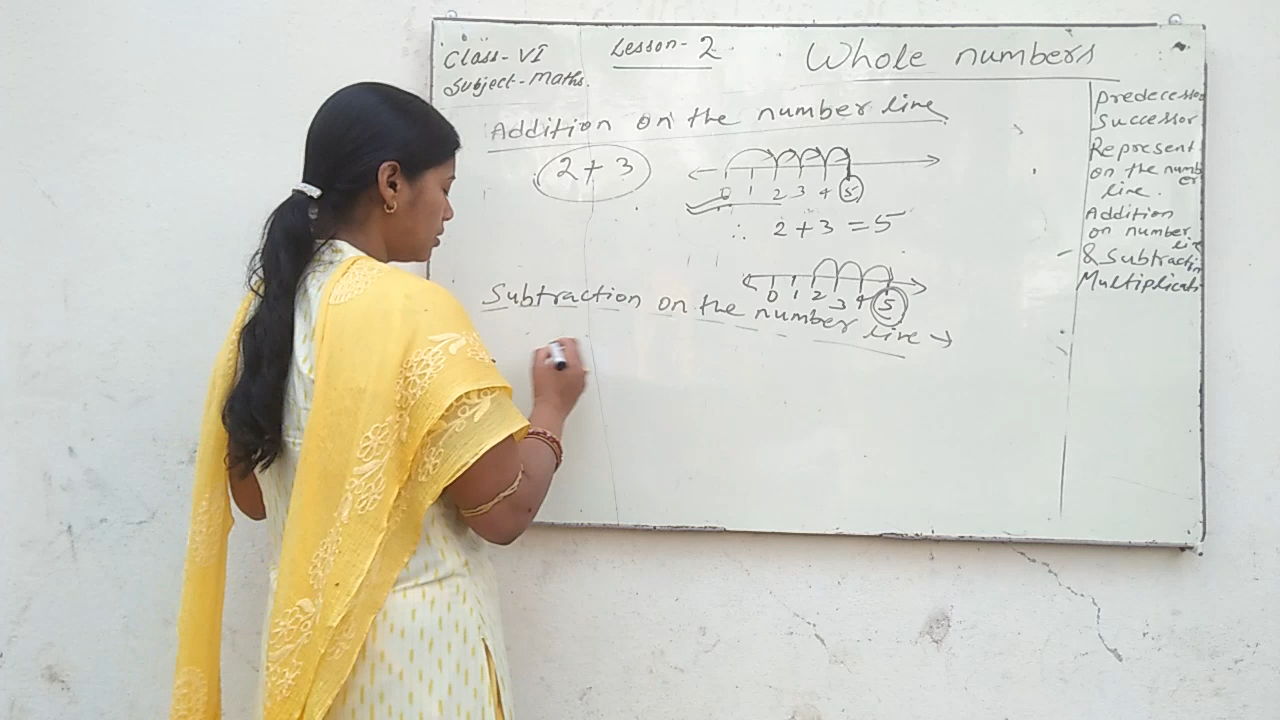 Class- VI
Subject- Maths.
Lesson- 2
Whole numbers
Addition on the number line
2 + 3
0 1 2 3 4 5
∴ 2 + 3 = 5
0 1 2 3 4 5
Subtraction on the number line →
Predecessor
Successor
Represent
on the number
line.
Addition
on number
line
& Subtraction
Multiplicati